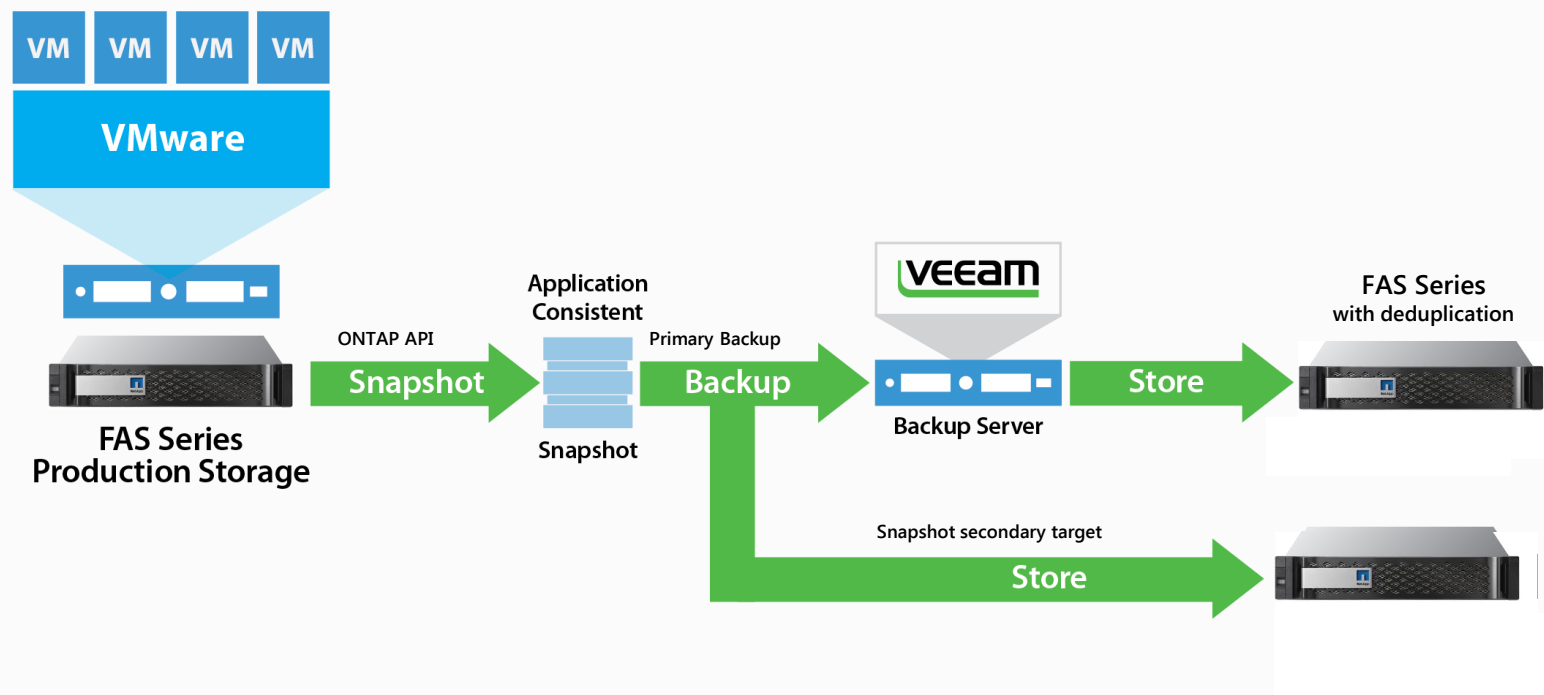 VM VM VM VM
VMware
Application
Consistent
veeam
FAS Series
with deduplication
ONTAP API
Primary Backup
Snapshot
Backup
Store
Backup Server
FAS Series
Production Storage
Snapshot
Snapshot secondary target
Store